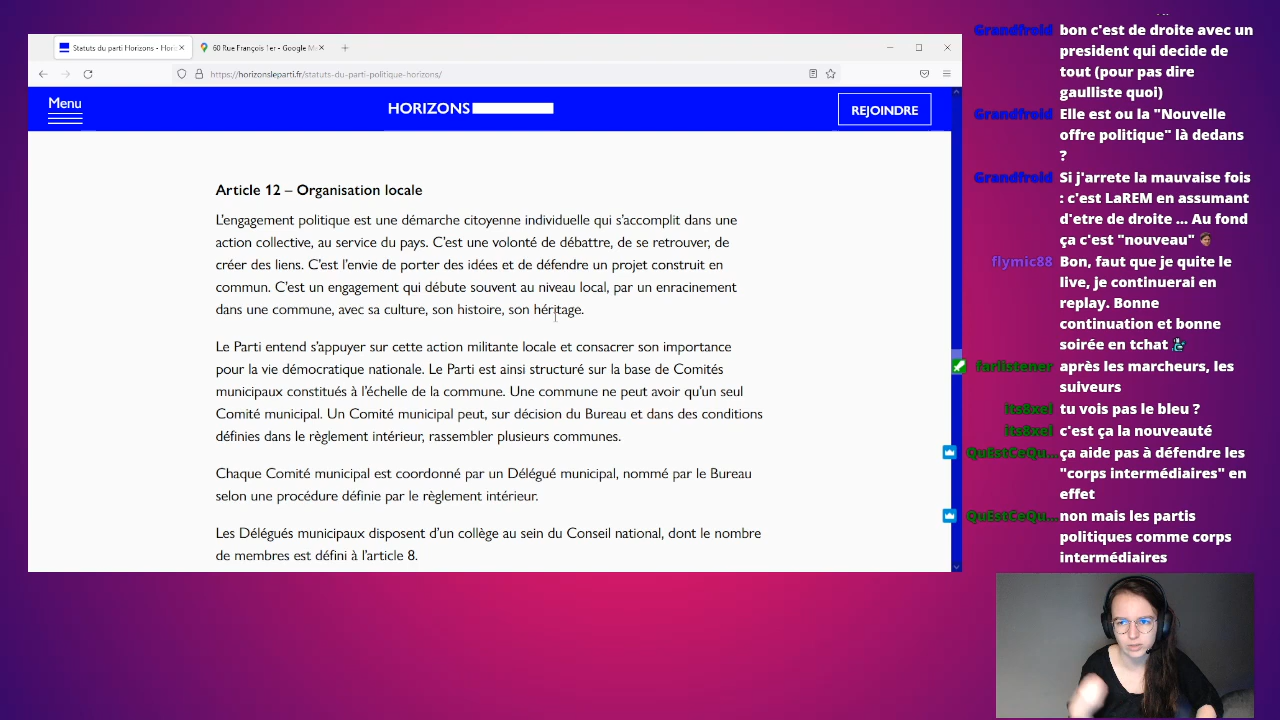 Statuts du parti Horizons - Hori
60 Rue François 1er - Google Ma
https://horizonsleparti.fr/statuts-du-parti-politique-horizons/
Menu
HORIZONS
REJOINDRE
Article 12 – Organisation locale
L'engagement politique est une démarche citoyenne individuelle qui s'accomplit dans une
action collective, au service du pays. C'est une volonté de débattre, de se retrouver, de
créer des liens. C'est l'envie de porter des idées et de défendre un projet construit en
commun. C'est un engagement qui débute souvent au niveau local, par un enracinement
dans une commune, avec sa culture, son histoire, son héritage.
Le Parti entend s'appuyer sur cette action militante locale et consacrer son importance
pour la vie démocratique nationale. Le Parti est ainsi structuré sur la base de Comités
municipaux constitués à l'échelle de la commune. Une commune ne peut avoir qu'un seul
Comité municipal. Un Comité municipal peut, sur décision du Bureau et dans des conditions
définies dans le règlement intérieur, rassembler plusieurs communes.
Chaque Comité municipal est coordonné par un Délégué municipal, nommé par le Bureau
selon une procédure définie par le règlement intérieur.
Les Délégués municipaux disposent d'un collège au sein du Conseil national, dont le nombre
de membres est défini à l'article 8.
Grandfroid bon c'est de droite avec un
president qui decide de
tout (pour pas dire
gaulliste quoi)
Grandfroid Elle est ou la "Nouvelle
offre politique" là dedans
?
Grandfroid Si j'arrete la mauvaise fois
: c'est LaREM en assumant
d'etre de droite ... Au fond
ça c'est "nouveau"
flymic88 Bon, faut que je quite le
live, je continuerai en
replay. Bonne
continuation et bonne
soirée en tchat
farlistener après les marcheurs, les
suiveurs
its8xel tu vois pas le bleu ?
its8xel c'est ça la nouveauté
QuEstCeQu... ça aide pas à défendre les
"corps intermédiaires" en
effet
QuEstCeQu... non mais les partis
politiques comme corps
intermédiaires